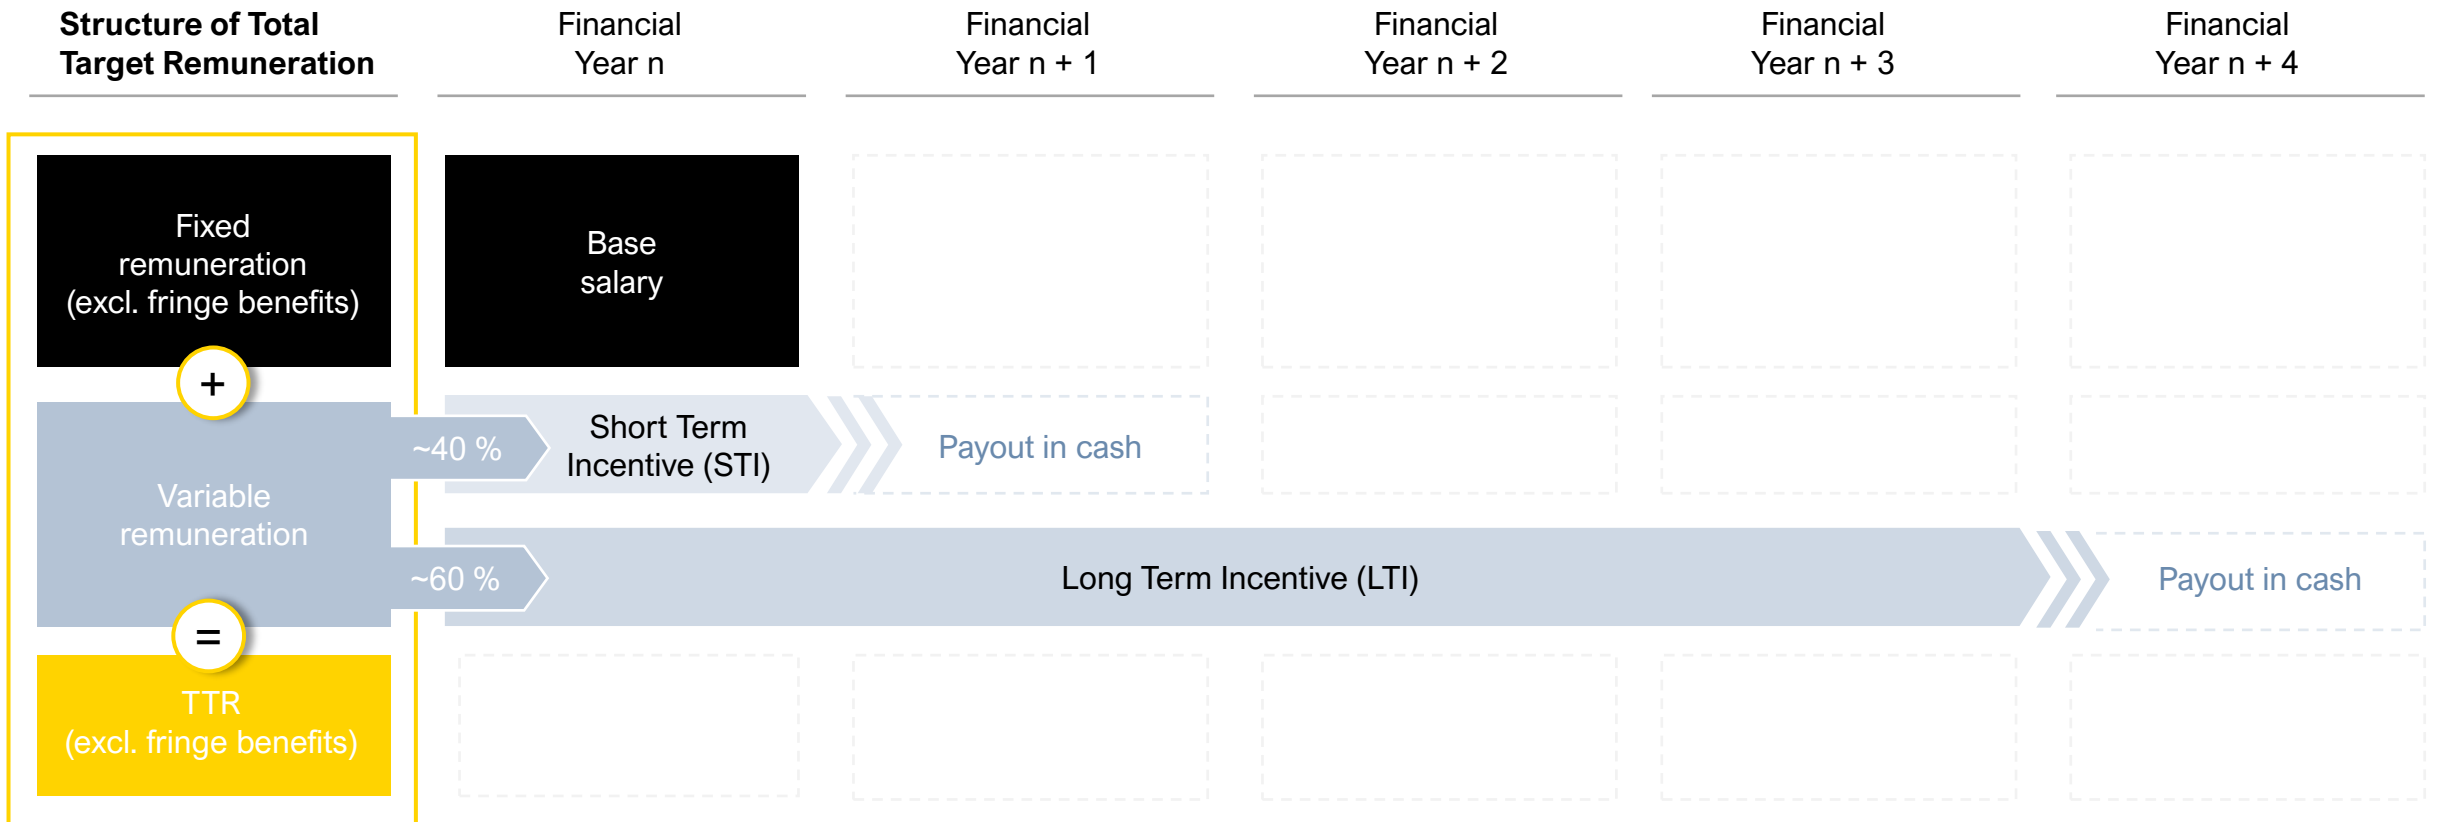 Structure of Total
Target Remuneration
Financial
Year n
Financial
Year n + 1
Financial
Year n + 2
Financial
Year n + 3
Financial
Year n + 4
Fixed
remuneration
(excl. fringe benefits)
Base
salary
+
Variable
remuneration
~40 %
Short Term
Incentive (STI)
Payout in cash
~60 %
Long Term Incentive (LTI)
Payout in cash
=
TTR
(excl. fringe benefits)